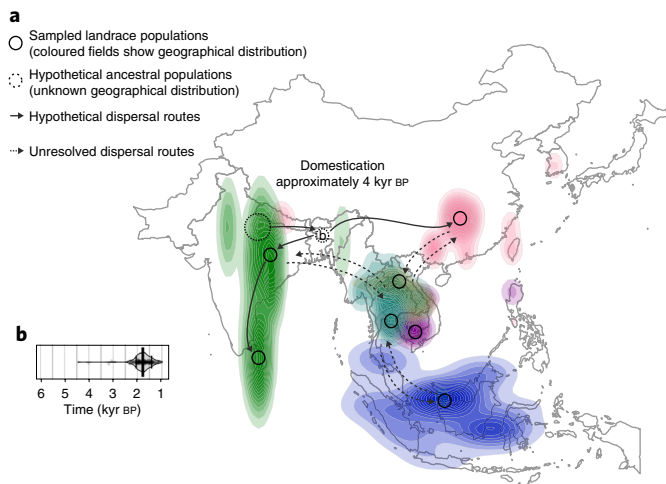 a
Sampled landrace populations
(coloured fields show geographical distribution)
Hypothetical ancestral populations
(unknown geographical distribution)
Hypothetical dispersal routes
Unresolved dispersal routes
Domestication
approximately 4 kyr BP
b
b
6 5 4 3 2 1
Time (kyr BP)